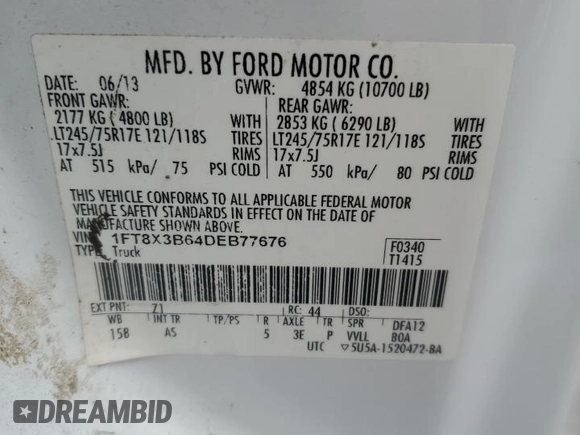 MFD. BY FORD MOTOR CO.
DATE: 06/13 GVWR: 4854 KG (10700 LB)
FRONT GAWR: REAR GAWR:
2177 KG (4800 LB) WITH 2853 KG (6290 LB) WITH
LT245/75R17E 121/118S TIRES LT245/75R17E 121/118S TIRES
17x7.5J RIMS 17x7.5J RIMS
AT 515 kPa/ 75 PSI COLD AT 550 kPa/ 80 PSI COLD
THIS VEHICLE CONFORMS TO ALL APPLICABLE FEDERAL MOTOR
VEHICLE SAFETY STANDARDS IN EFFECT ON THE DATE OF
MANUFACTURE SHOWN ABOVE.
VIN: 1FT8X3B64DEB77676 F0340
TYPE: Truck T1415
EXT PNT: Z1 RC: 44 DSO:
WB INT TR TP/PS R AXLE TR SPR DFA12
158 AS 5 3E P VVLL BOA
UTC ▽5U5A-1520472-BA
DREAMBID